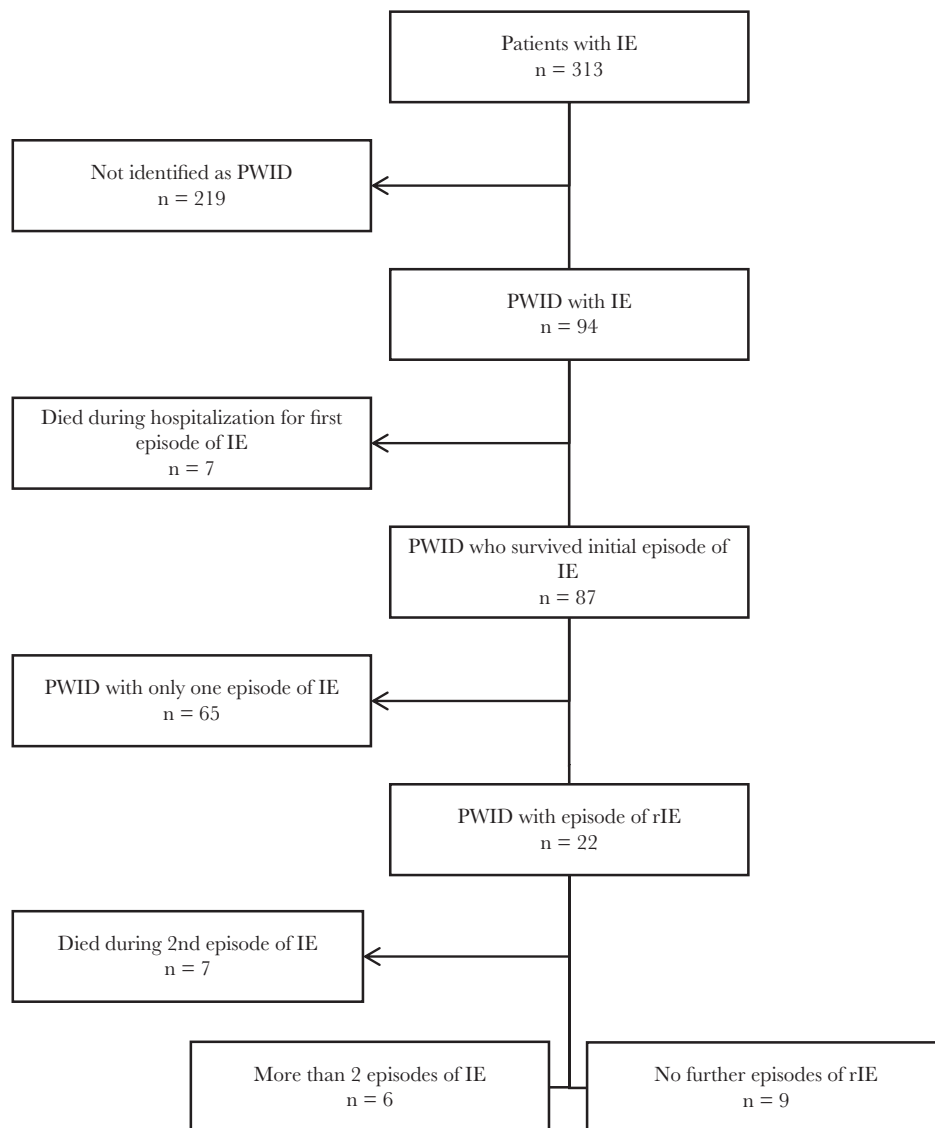 Patients with IE
n = 313
Not identified as PWID
n = 219
PWID with IE
n = 94
Died during hospitalization for first
episode of IE
n = 7
PWID who survived initial episode of
IE
n = 87
PWID with only one episode of IE
n = 65
PWID with episode of rIE
n = 22
Died during 2nd episode of IE
n = 7
More than 2 episodes of IE
n = 6
No further episodes of rIE
n = 9